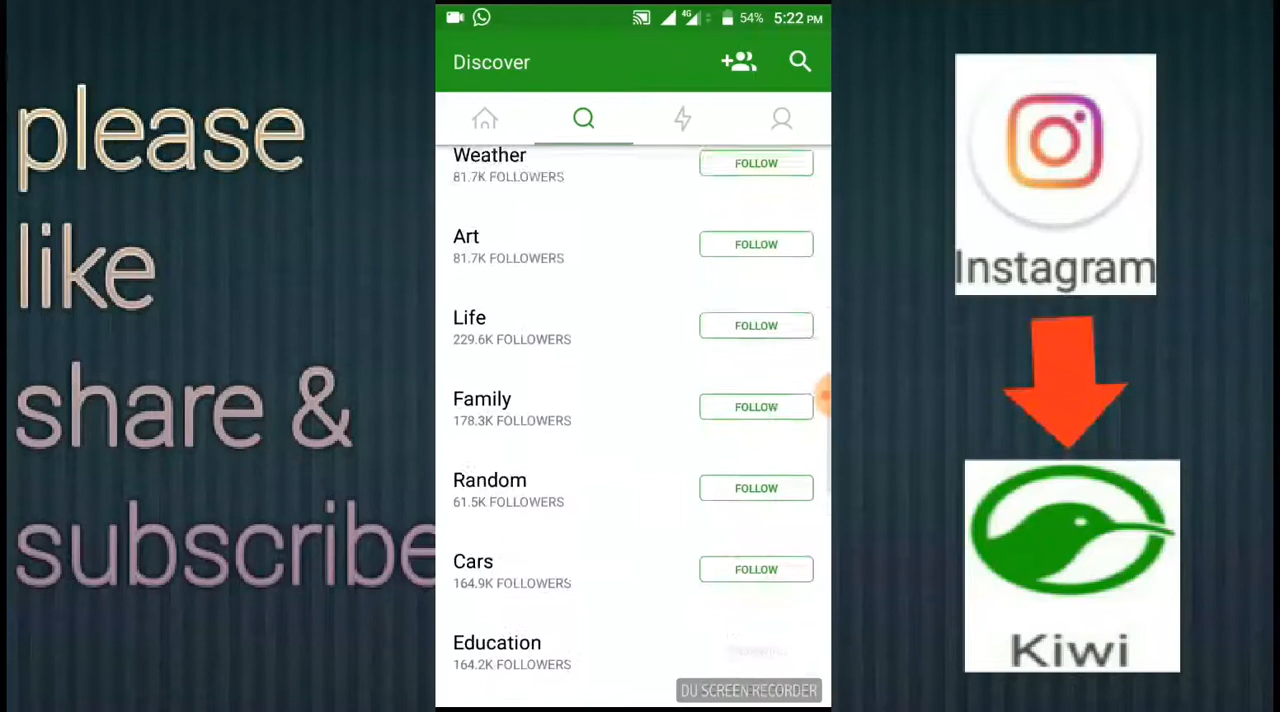 please
like
share &
subscribe
4G 54% 5:22 PM
Discover
Weather
81.7K FOLLOWERS
FOLLOW
Art
81.7K FOLLOWERS
FOLLOW
Life
229.6K FOLLOWERS
FOLLOW
Family
178.3K FOLLOWERS
FOLLOW
Random
61.5K FOLLOWERS
FOLLOW
Cars
164.9K FOLLOWERS
FOLLOW
Education
164.2K FOLLOWERS
DU SCREEN RECORDER
Instagram
Kiwi